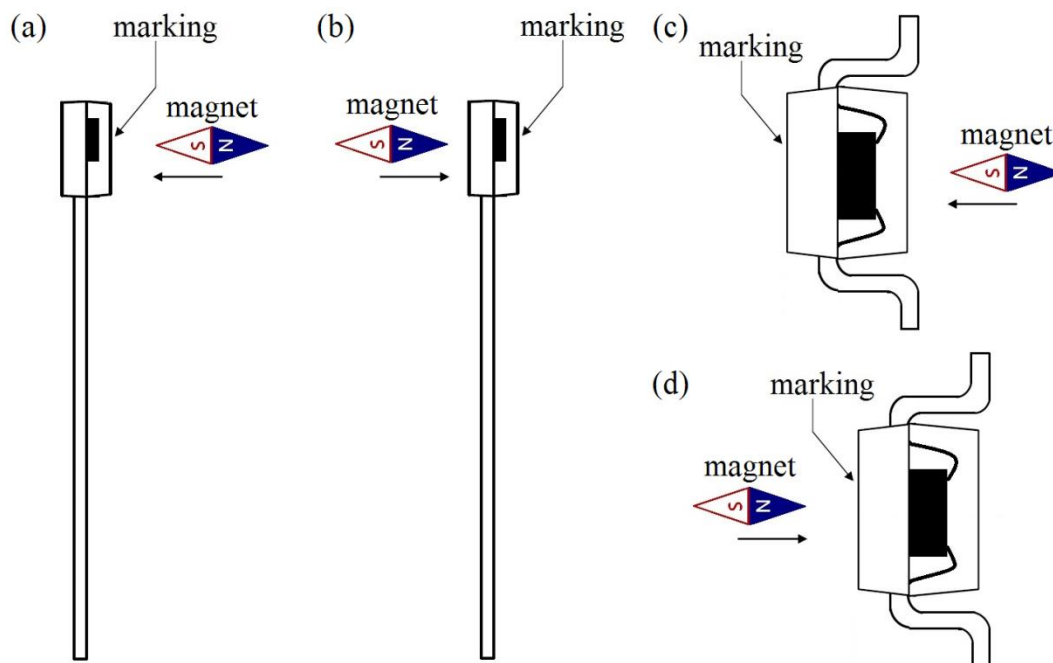 (a)
marking
magnet
S N
(b)
marking
magnet
S N
(c)
marking
magnet
S N
(d)
marking
magnet
S N